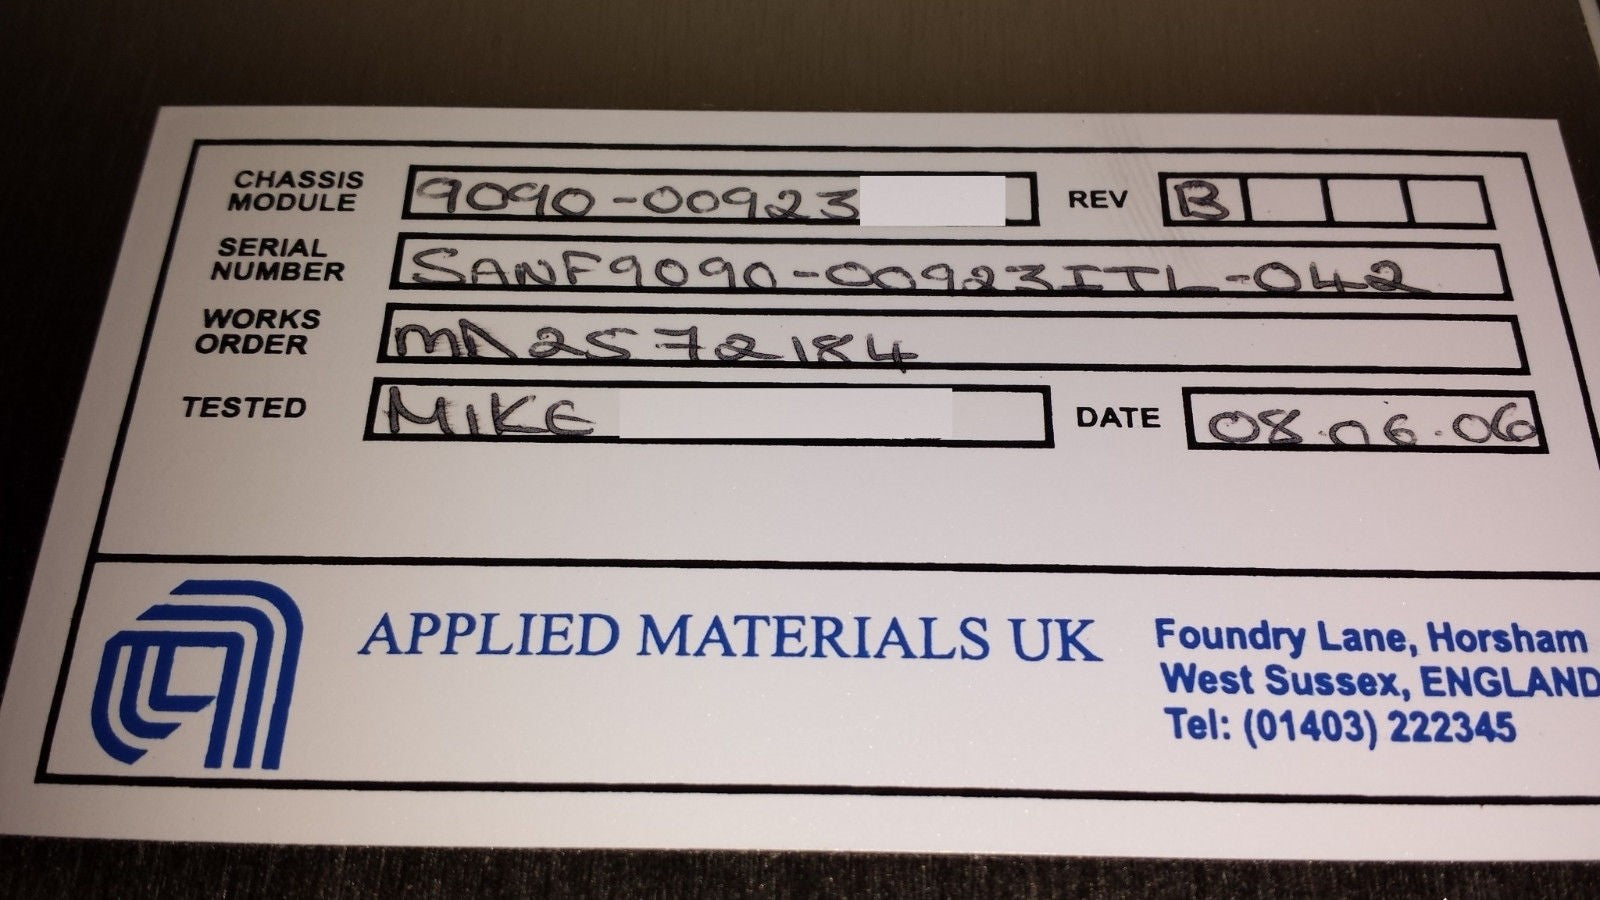 CHASSIS MODULE 9090-00923 REV B
SERIAL NUMBER SANF9090-00923ITL-042
WORKS ORDER MA2572184
TESTED MIKE DATE 08.06.06
APPLIED MATERIALS UK
Foundry Lane, Horsham
West Sussex, ENGLAND
Tel: (01403) 222345